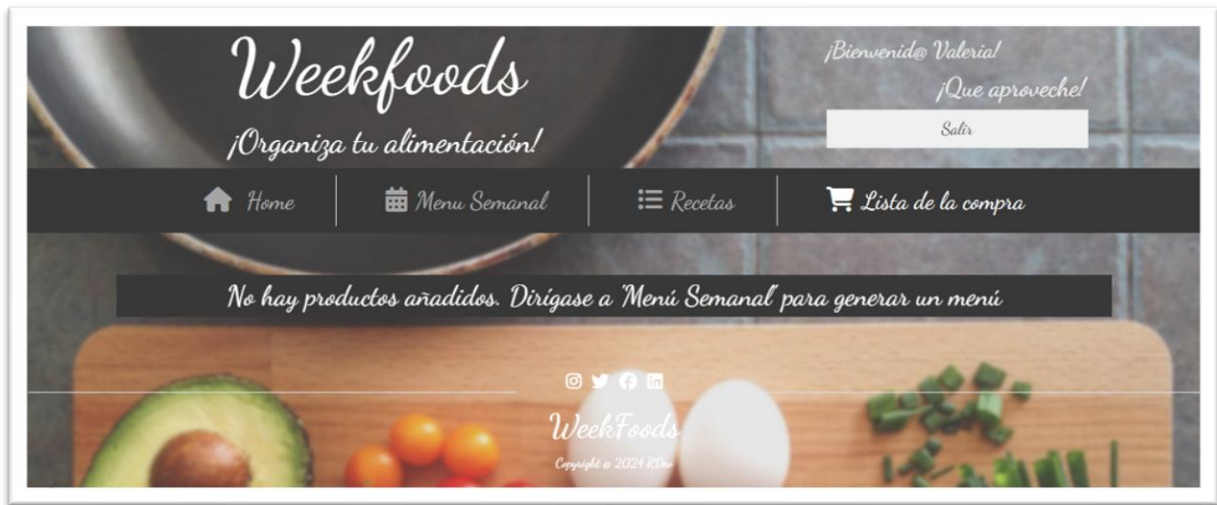 Weekfoods
¡Organiza tu alimentación!
¡Bienvenid@ Valeria!
¡Que aproveche!
Salir
Home
Menu Semanal
Recetas
Lista de la compra
No hay productos añadidos. Dirígase a 'Menú Semanal' para generar un menú
WeekFoods
Copyright © 2024